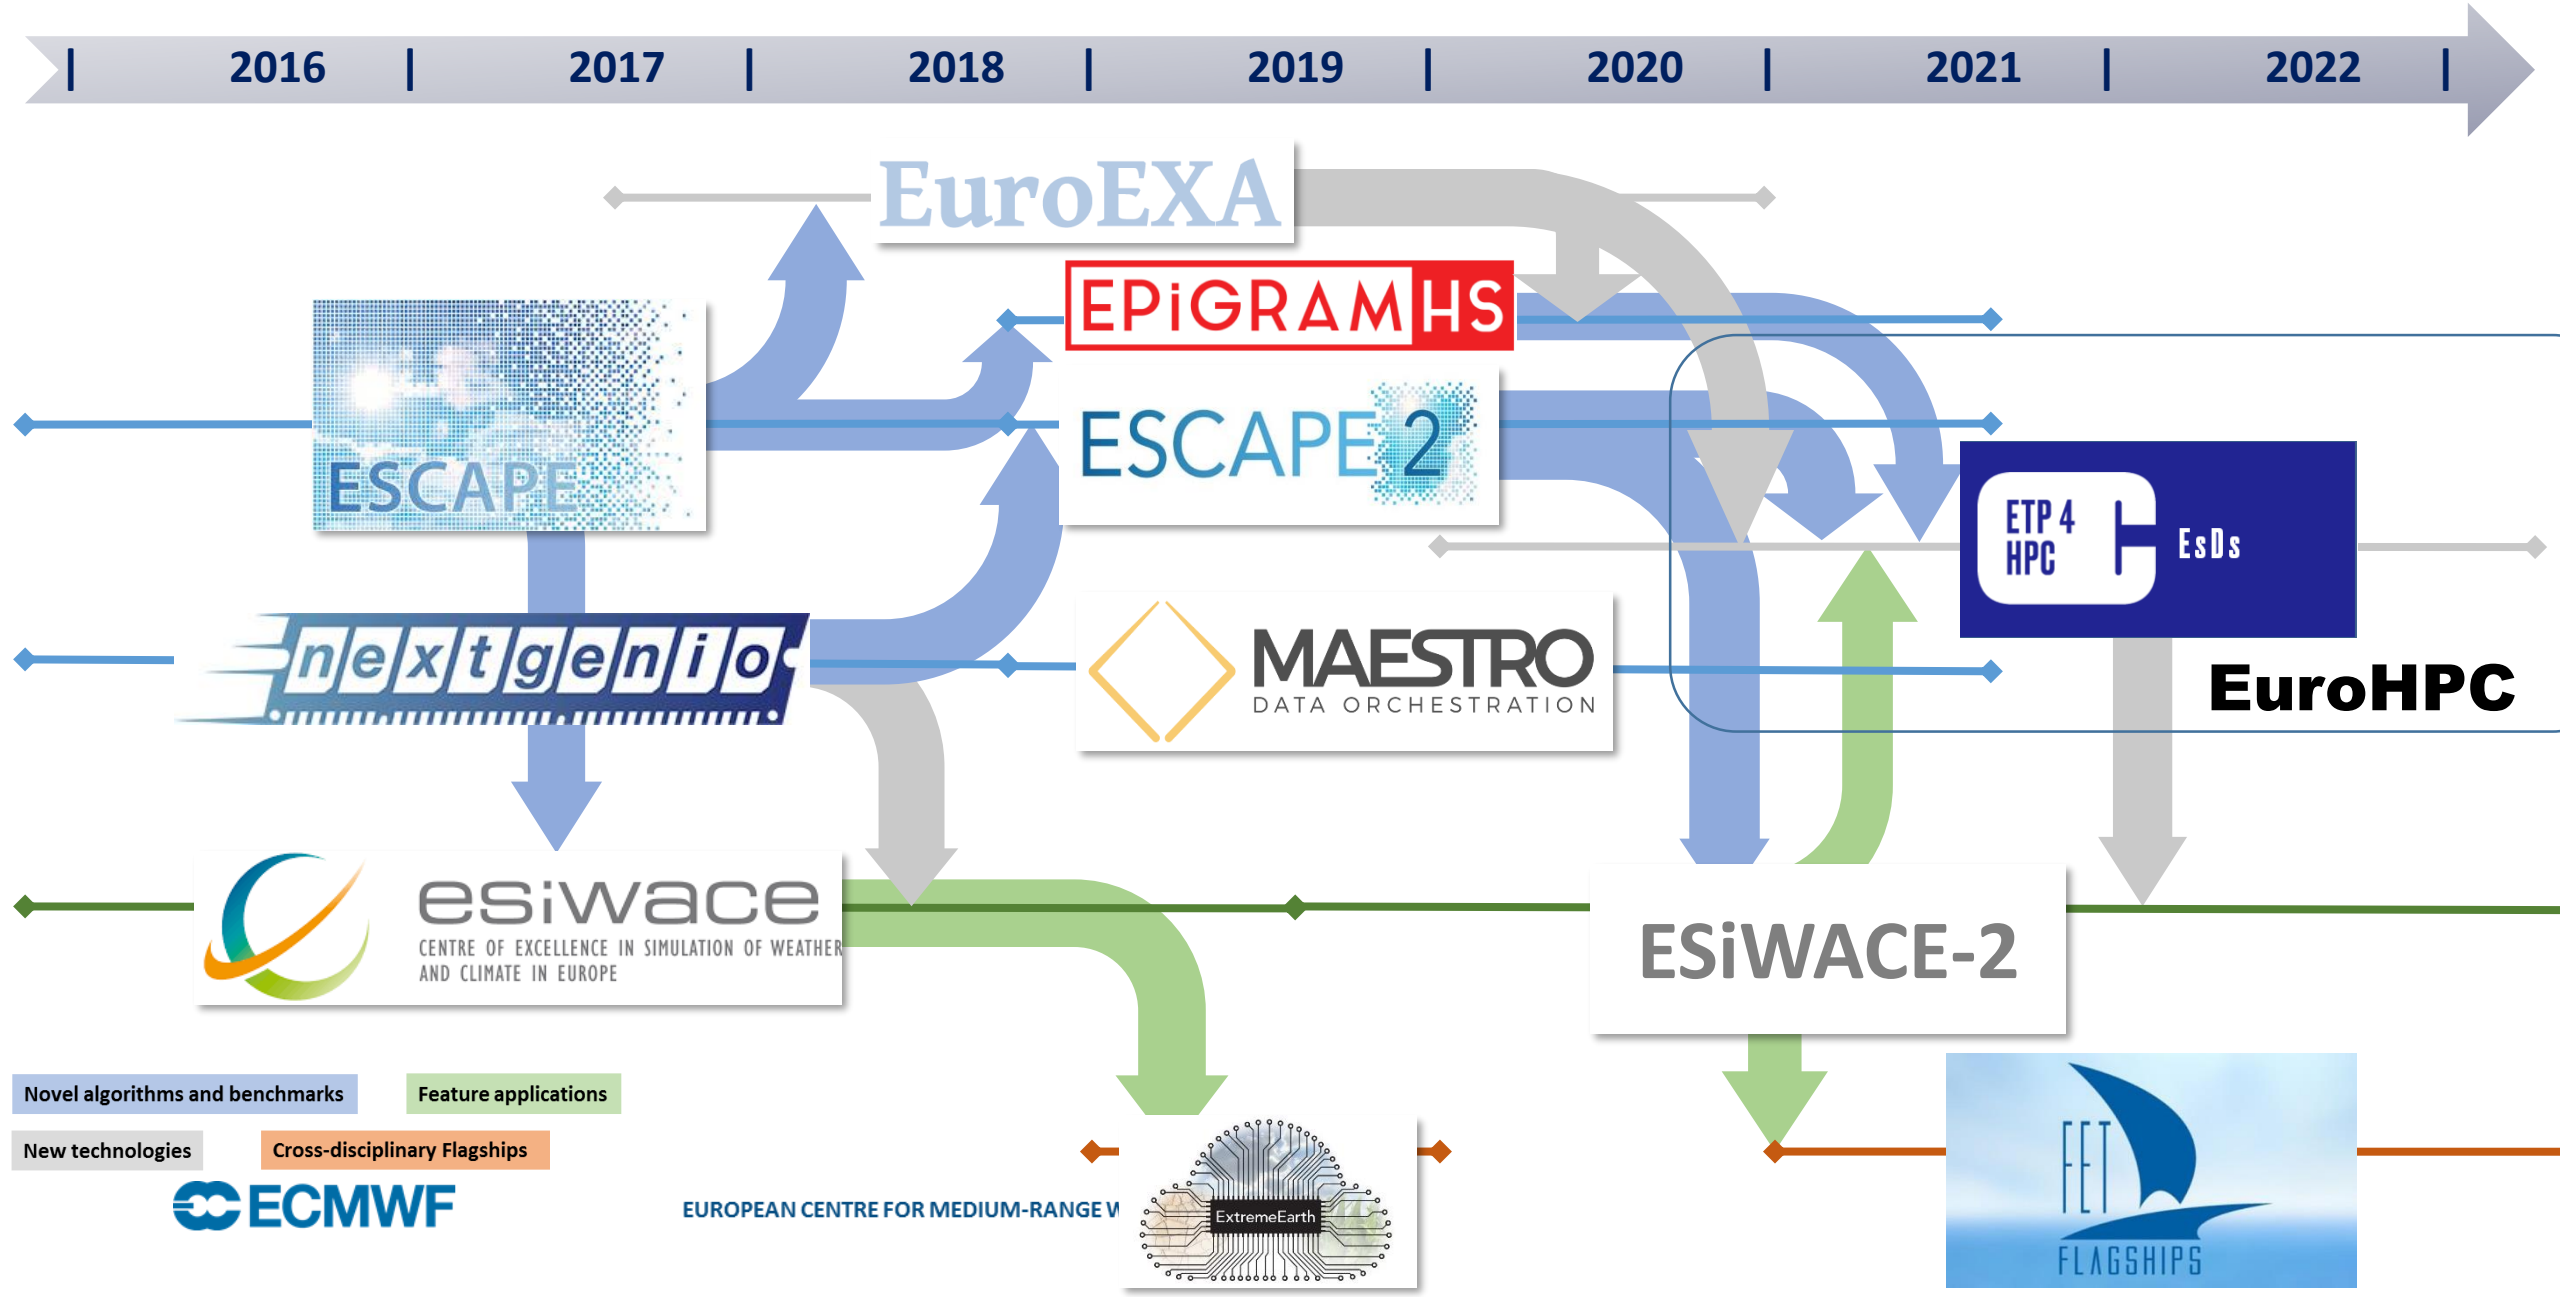 2016 | 2017 | 2018 | 2019 | 2020 | 2021 | 2022
EuroEXA
EPiGRAM HS
ESCAPE
ESCAPE 2
ETP 4
HPC
EsDs
nextgenio
MAESTRO
DATA ORCHESTRATION
EuroHPC
esiwace
CENTRE OF EXCELLENCE IN SIMULATION OF WEATHER
AND CLIMATE IN EUROPE
ESiWACE-2
Novel algorithms and benchmarks
Feature applications
New technologies
Cross-disciplinary Flagships
ECMWF
EUROPEAN CENTRE FOR MEDIUM-RANGE W
ExtremeEarth
FET
FLAGSHIPS